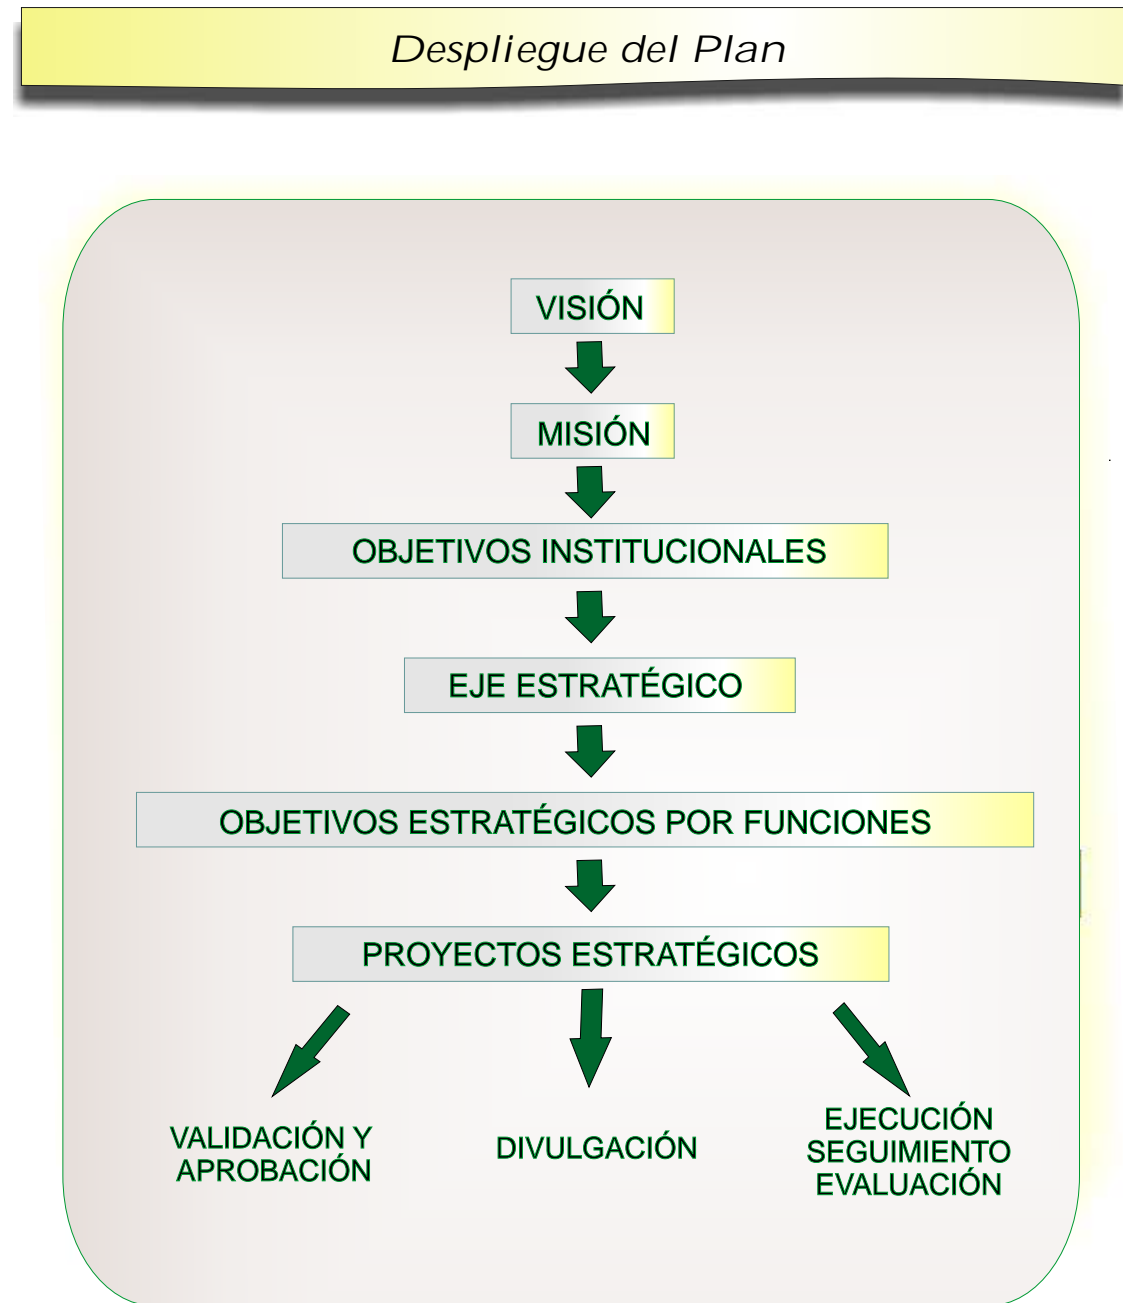 Despliegue del Plan
VISIÓN
MISIÓN
OBJETIVOS INSTITUCIONALES
EJE ESTRATÉGICO
OBJETIVOS ESTRATÉGICOS POR FUNCIONES
PROYECTOS ESTRATÉGICOS
VALIDACIÓN Y
APROBACIÓN
DIVULGACIÓN
EJECUCIÓN
SEGUIMIENTO
EVALUACIÓN